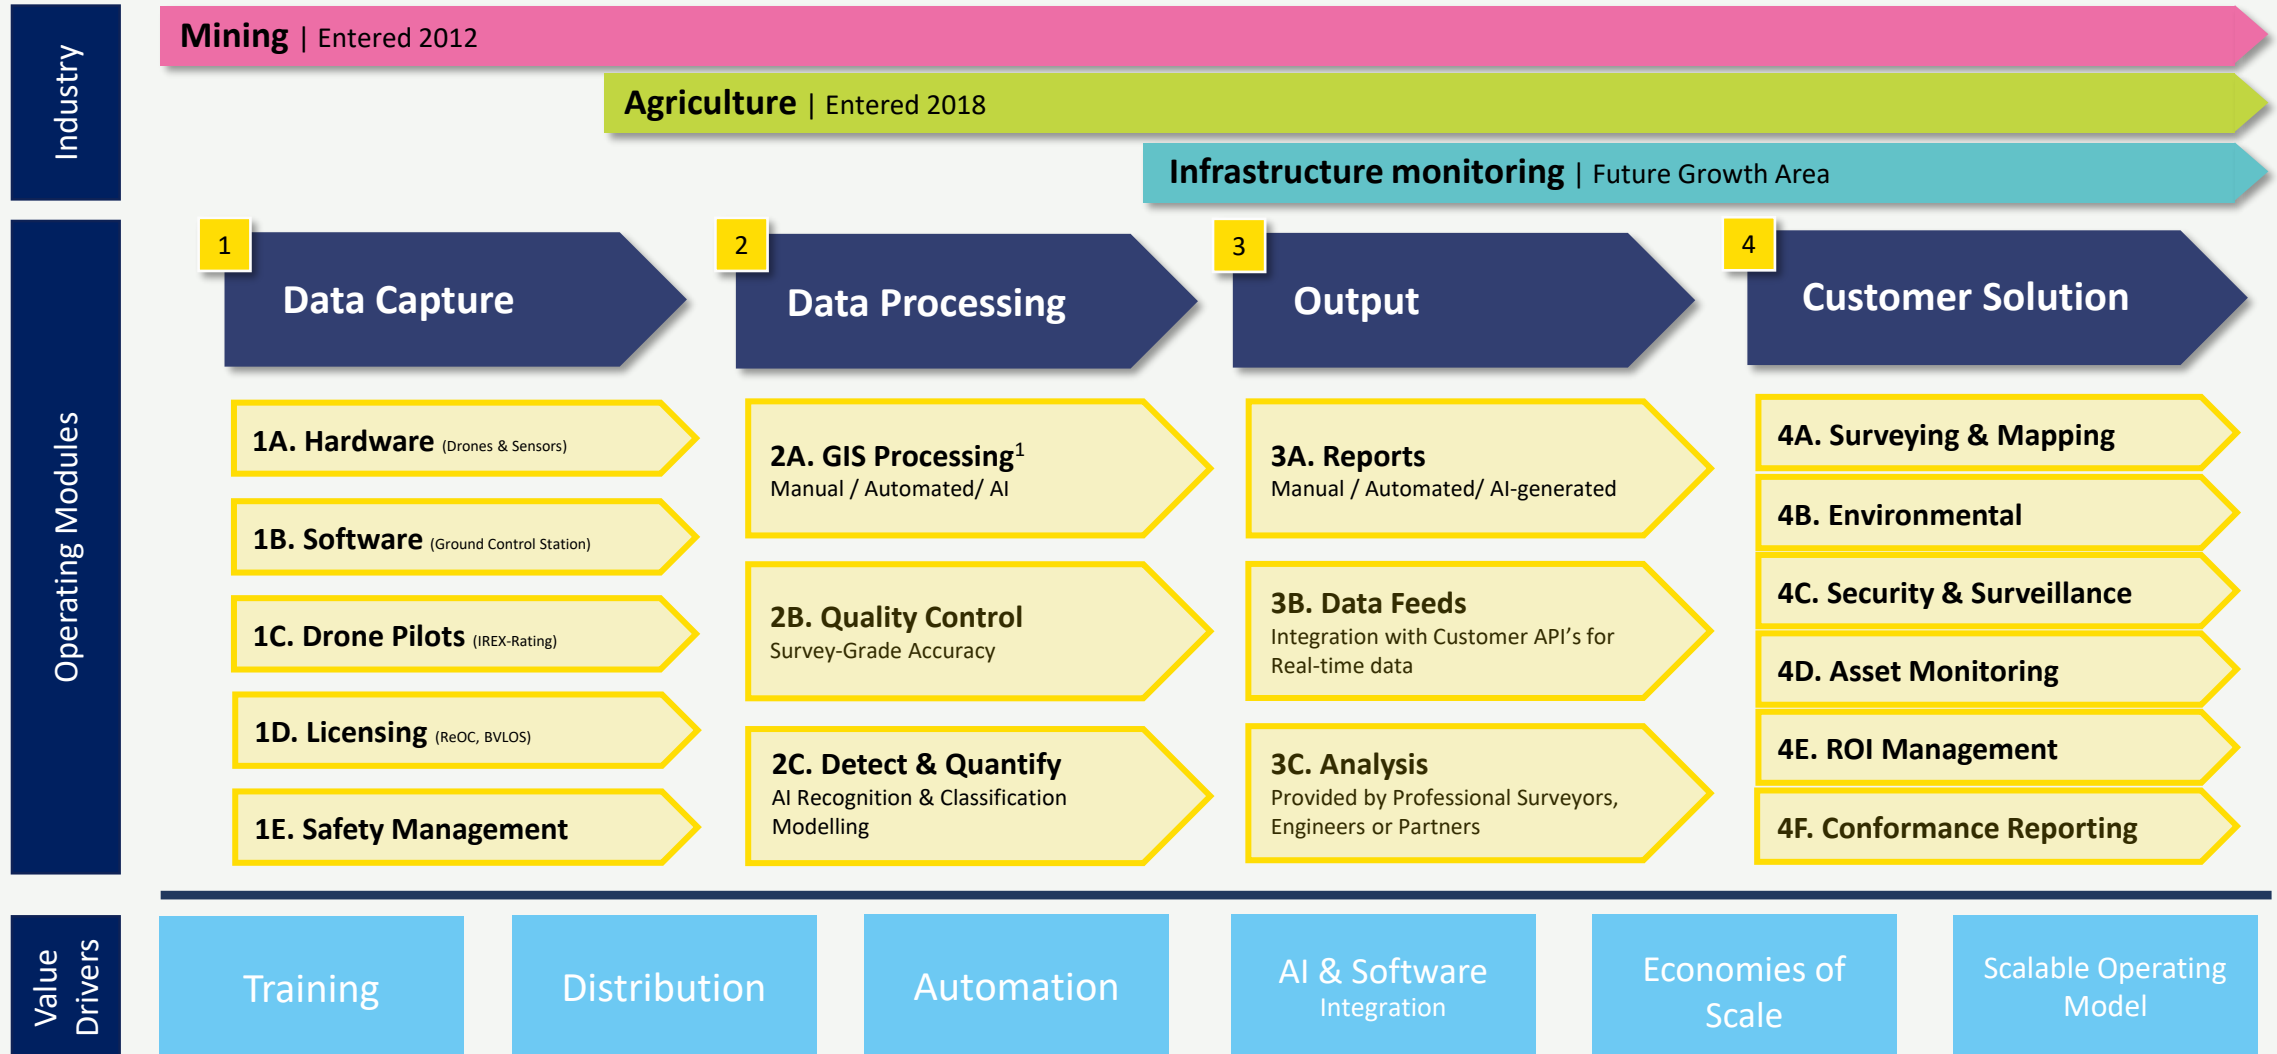 Industry
Mining | Entered 2012
Agriculture | Entered 2018
Infrastructure monitoring | Future Growth Area
Operating Modules
1
Data Capture
1A. Hardware (Drones & Sensors)
1B. Software (Ground Control Station)
1C. Drone Pilots (IREX-Rating)
1D. Licensing (ReOC, BVLOS)
1E. Safety Management
2
Data Processing
2A. GIS Processing¹
Manual / Automated/ AI
2B. Quality Control
Survey-Grade Accuracy
2C. Detect & Quantify
AI Recognition & Classification
Modelling
3
Output
3A. Reports
Manual / Automated/ AI-generated
3B. Data Feeds
Integration with Customer API’s for
Real-time data
3C. Analysis
Provided by Professional Surveyors,
Engineers or Partners
4
Customer Solution
4A. Surveying & Mapping
4B. Environmental
4C. Security & Surveillance
4D. Asset Monitoring
4E. ROI Management
4F. Conformance Reporting
Value
Drivers
Training
Distribution
Automation
AI & Software
Integration
Economies of
Scale
Scalable Operating
Model